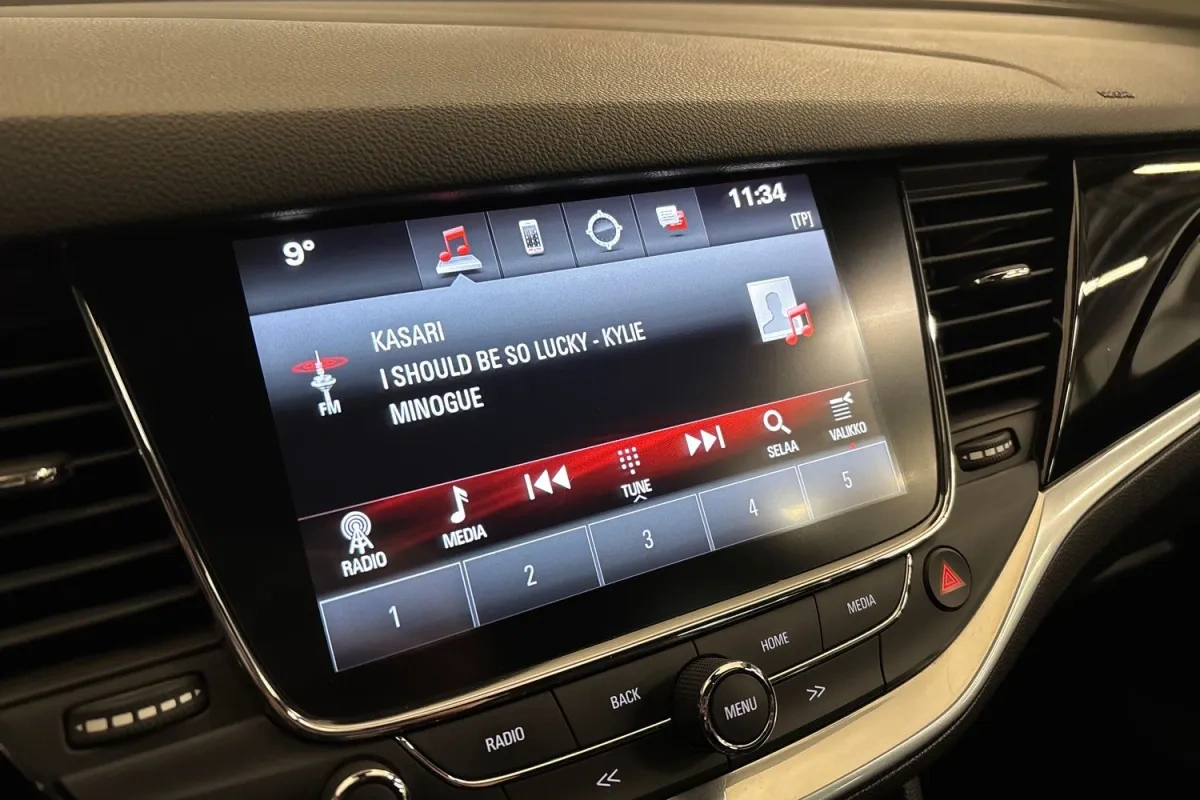 9°
11:34
[TP]
KASARI
I SHOULD BE SO LUCKY - KYLIE
MINOGUE
FM
RADIO
MEDIA
TUNE
SELAA
VALIKKO
1
2
3
4
5
RADIO
BACK
MENU
HOME
MEDIA